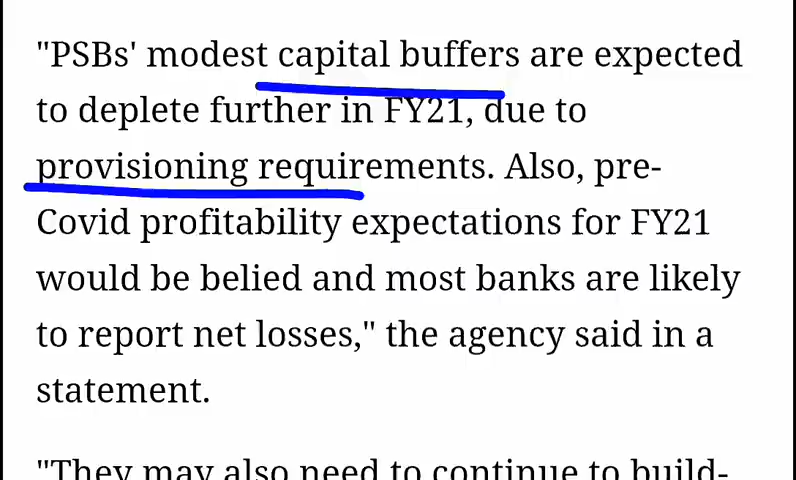 "PSBs' modest capital buffers are expected
to deplete further in FY21, due to
provisioning requirements. Also, pre-
Covid profitability expectations for FY21
would be belied and most banks are likely
to report net losses," the agency said in a
statement.
"They may also need to continue to build-